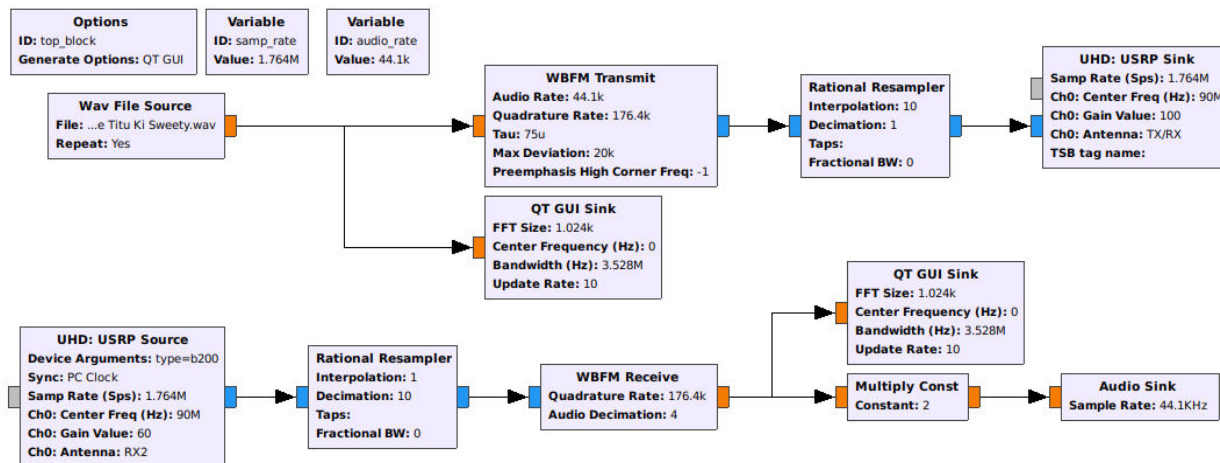 Options
ID: top_block
Generate Options: QT GUI
Variable
ID: samp_rate
Value: 1.764M
Variable
ID: audio_rate
Value: 44.1k
Wav File Source
File: ...e Titu Ki Sweety.wav
Repeat: Yes
WBFM Transmit
Audio Rate: 44.1k
Quadrature Rate: 176.4k
Tau: 75u
Max Deviation: 20k
Preemphasis High Corner Freq: -1
Rational Resampler
Interpolation: 10
Decimation: 1
Taps:
Fractional BW: 0
UHD: USRP Sink
Samp Rate (Sps): 1.764M
Ch0: Center Freq (Hz): 90M
Ch0: Gain Value: 100
Ch0: Antenna: TX/RX
TSB tag name:
QT GUI Sink
FFT Size: 1.024k
Center Frequency (Hz): 0
Bandwidth (Hz): 3.528M
Update Rate: 10
QT GUI Sink
FFT Size: 1.024k
Center Frequency (Hz): 0
Bandwidth (Hz): 3.528M
Update Rate: 10
UHD: USRP Source
Device Arguments: type=b200
Sync: PC Clock
Samp Rate (Sps): 1.764M
Ch0: Center Freq (Hz): 90M
Ch0: Gain Value: 60
Ch0: Antenna: RX2
Rational Resampler
Interpolation: 1
Decimation: 10
Taps:
Fractional BW: 0
WBFM Receive
Quadrature Rate: 176.4k
Audio Decimation: 4
Multiply Const
Constant: 2
Audio Sink
Sample Rate: 44.1KHz